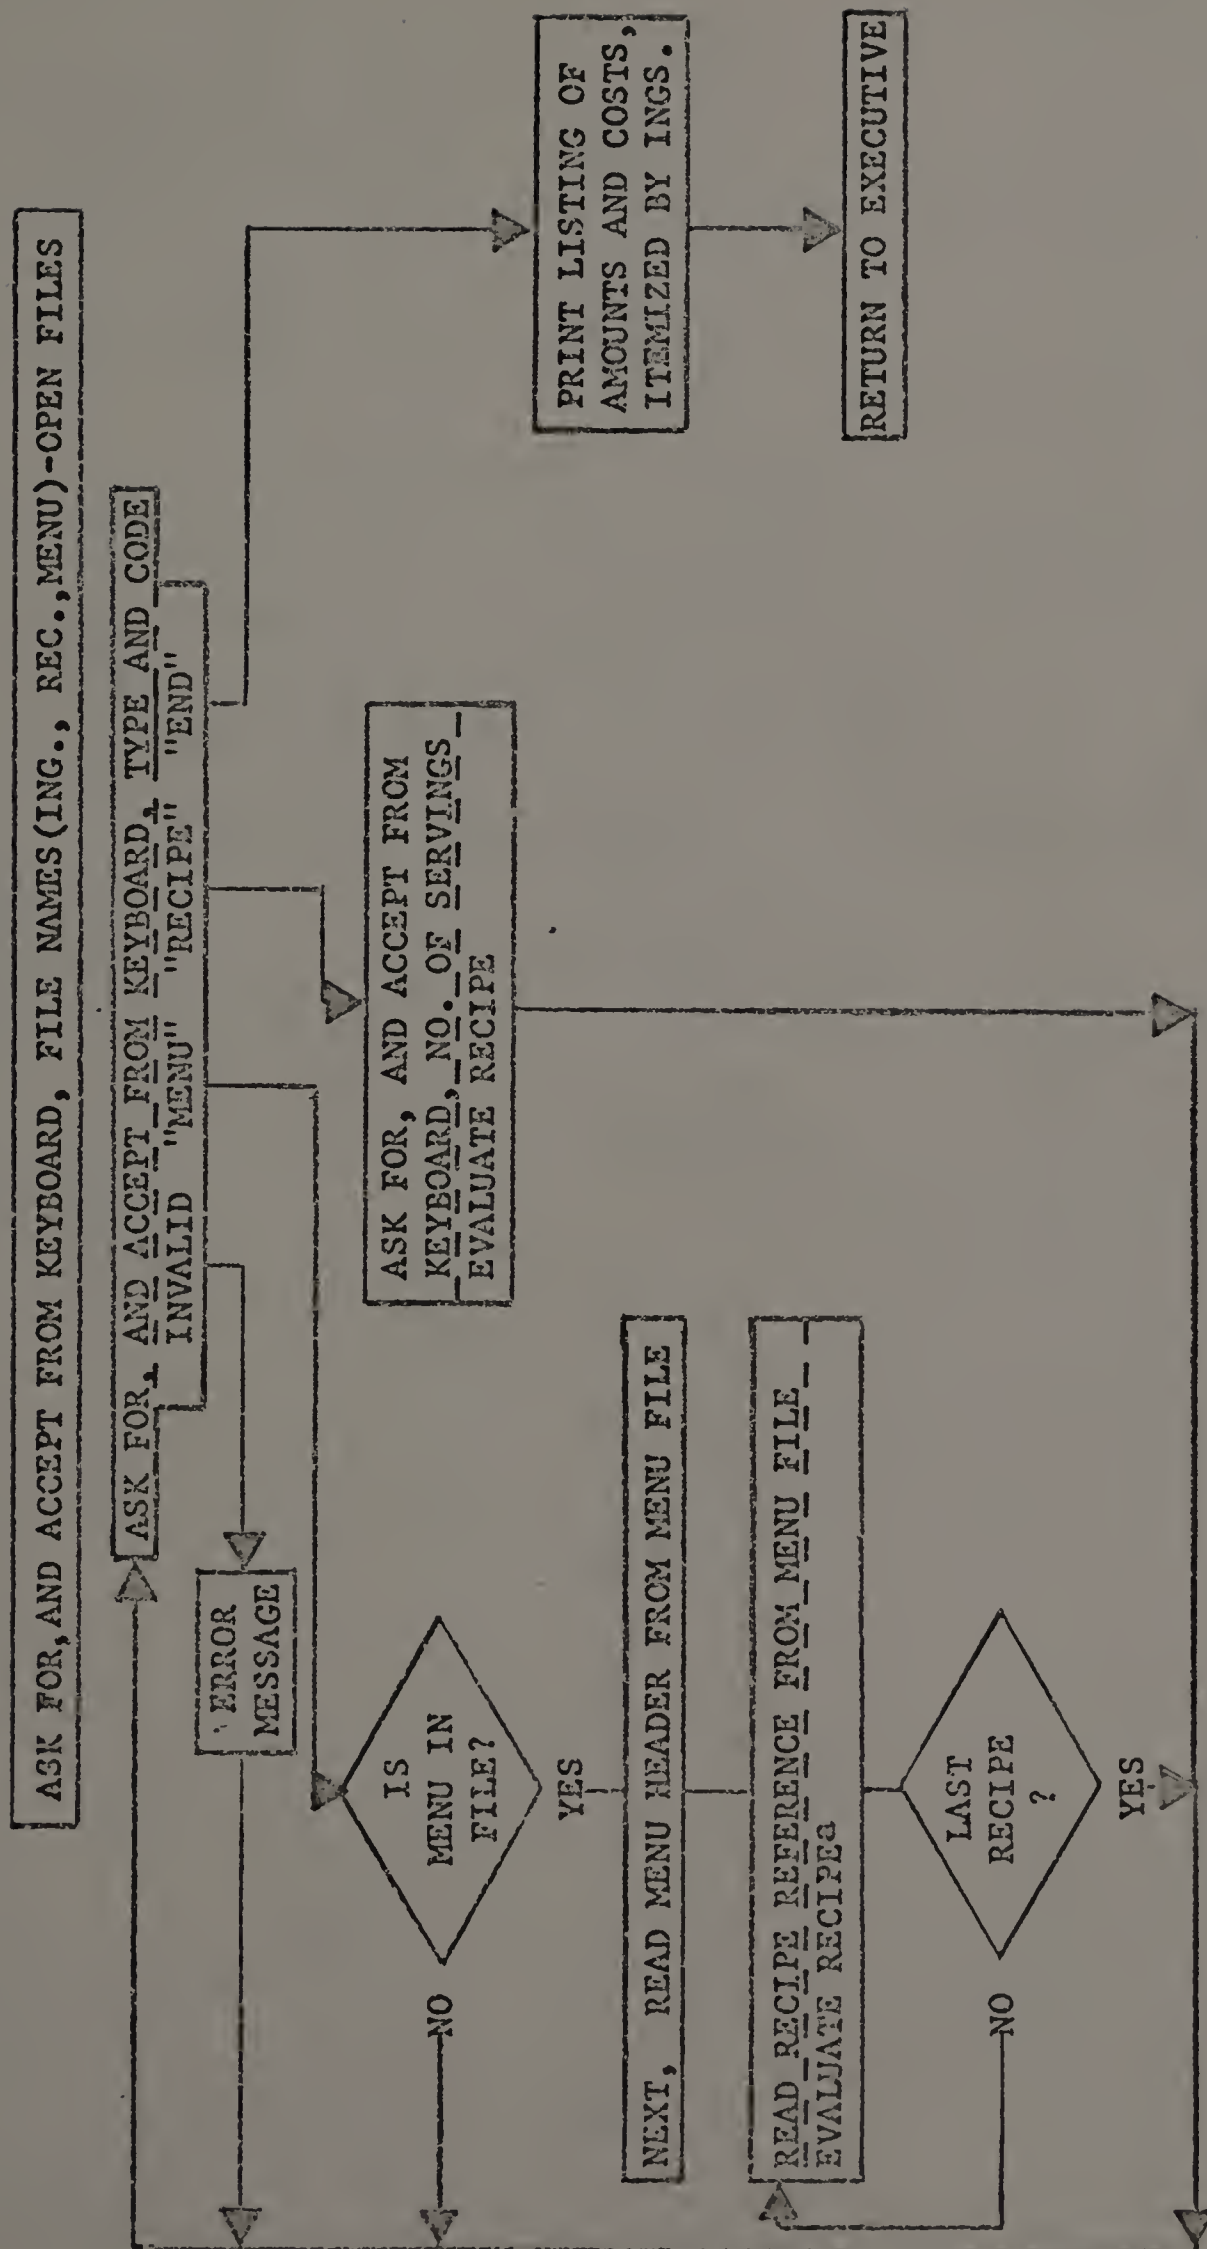 ASK FOR,AND ACCEPT FROM KEYBOARD, FILE NAMES(ING., REC.,MENU)-OPEN FILES
ASK FOR, AND ACCEPT FROM KEYBOARD, TYPE AND CODE
INVALID "MENU" "RECIPE" "END"
ERROR
MESSAGE
IS
MENU IN
FILE?
NO
YES
NEXT, READ MENU HEADER FROM MENU FILE
READ RECIPE REFERENCE FROM MENU FILE
EVALUATE RECIPEa
LAST
RECIPE
?
NO
YES
ASK FOR, AND ACCEPT FROM
KEYBOARD, NO. OF SERVINGS
EVALUATE RECIPE
PRINT LISTING OF
AMOUNTS AND COSTS,
ITEMIZED BY INGS.
RETURN TO EXECUTIVE